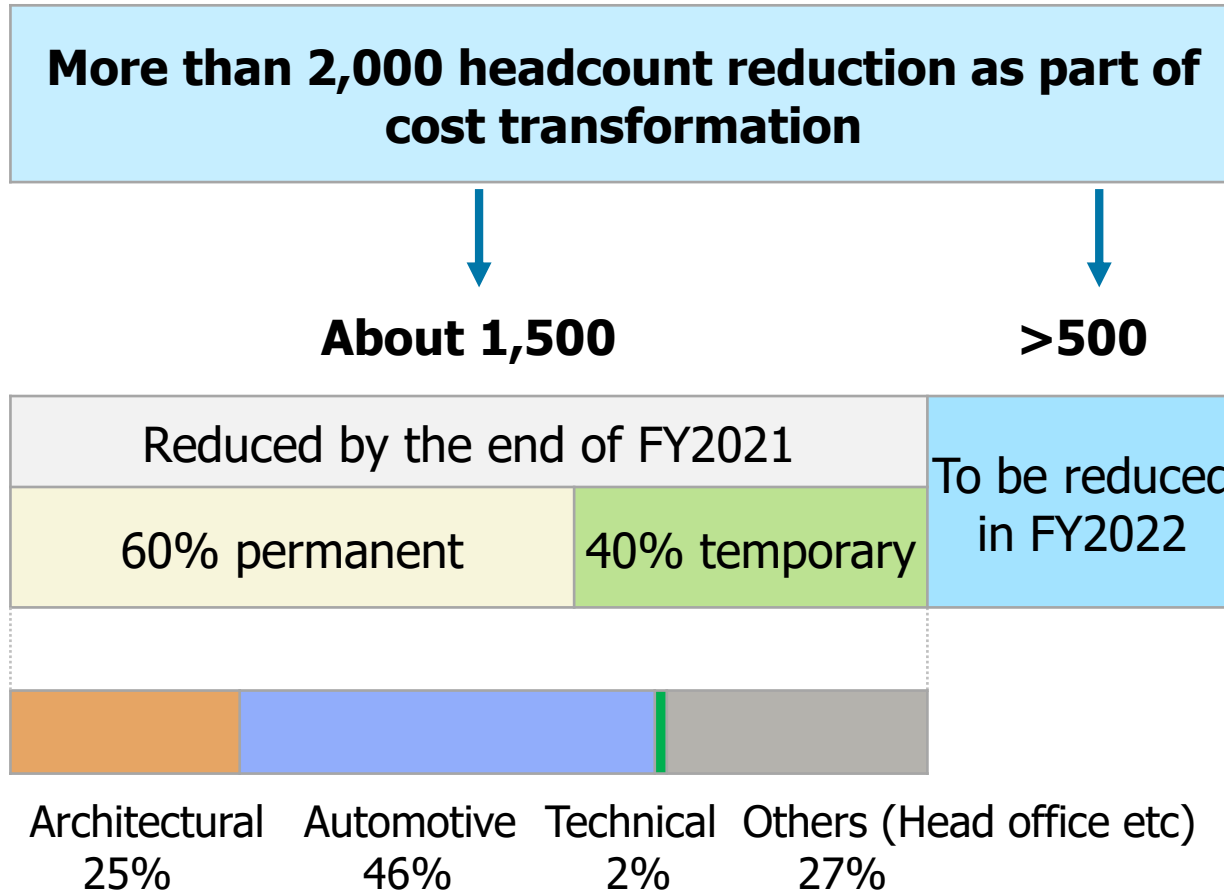 More than 2,000 headcount reduction as part of
cost transformation
About 1,500
>500
Reduced by the end of FY2021
To be reduced
in FY2022
60% permanent
40% temporary
Architectural
25%
Automotive
46%
Technical
2%
Others (Head office etc)
27%